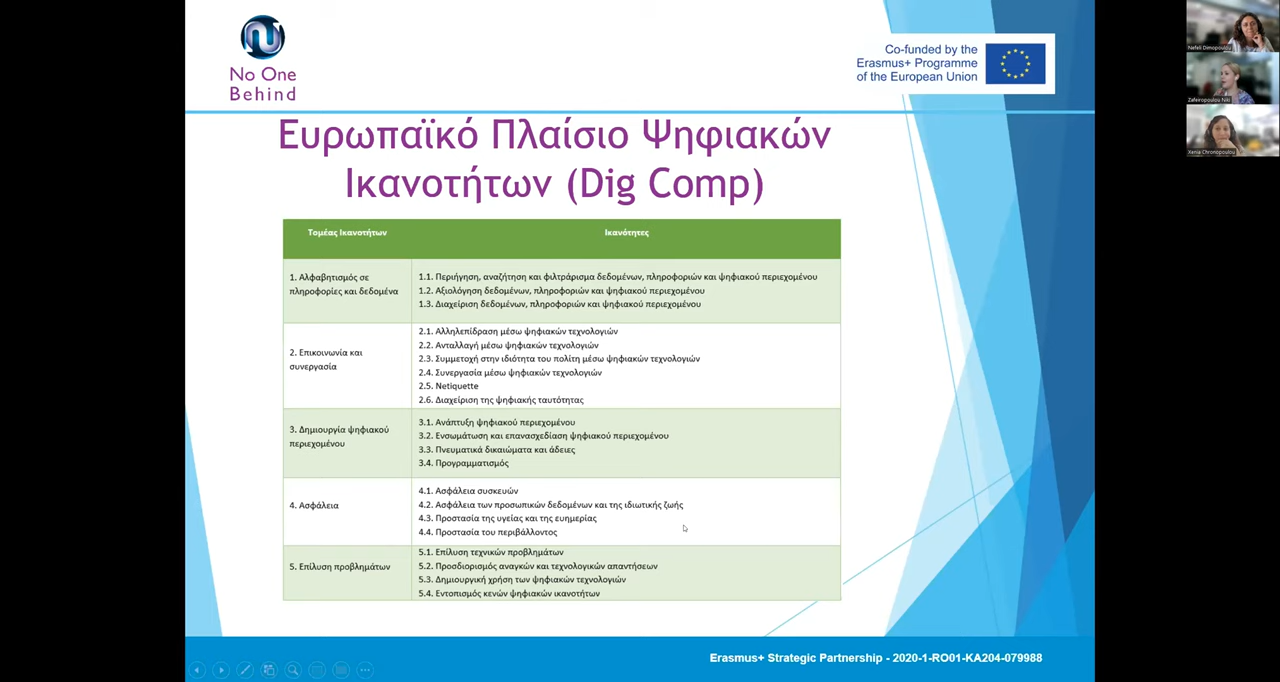 No One
Behind
Co-funded by the
Erasmus+ Programme
of the European Union
Nefeli Dimopoulou
Zafeiropoulou Niki
Xenia Chronopoulou
Ευρωπαϊκό Πλαίσιο Ψηφιακών
Ικανοτήτων (Dig Comp)
Τομέας Ικανοτήτων
Ικανότητες
1. Αλφαβητισμός σε
πληροφορίες και δεδομένα
1.1. Περιήγηση, αναζήτηση και φιλτράρισμα δεδομένων, πληροφοριών και ψηφιακού περιεχομένου
1.2. Αξιολόγηση δεδομένων, πληροφοριών και ψηφιακού περιεχομένου
1.3. Διαχείριση δεδομένων, πληροφοριών και ψηφιακού περιεχομένου
2. Επικοινωνία και
συνεργασία
2.1. Αλληλεπίδραση μέσω ψηφιακών τεχνολογιών
2.2. Ανταλλαγή μέσω ψηφιακών τεχνολογιών
2.3. Συμμετοχή στην ιδιότητα του πολίτη μέσω ψηφιακών τεχνολογιών
2.4. Συνεργασία μέσω ψηφιακών τεχνολογιών
2.5. Netiquette
2.6. Διαχείριση της ψηφιακής ταυτότητας
3. Δημιουργία ψηφιακού
περιεχομένου
3.1. Ανάπτυξη ψηφιακού περιεχομένου
3.2. Ενσωμάτωση και επανασχεδίαση ψηφιακού περιεχομένου
3.3. Πνευματικά δικαιώματα και άδειες
3.4. Προγραμματισμός
4. Ασφάλεια
4.1. Ασφάλεια συσκευών
4.2. Ασφάλεια των προσωπικών δεδομένων και της ιδιωτικής ζωής
4.3. Προστασία της υγείας και της ευημερίας
4.4. Προστασία του περιβάλλοντος
5. Επίλυση προβλημάτων
5.1. Επίλυση τεχνικών προβλημάτων
5.2. Προσδιορισμός αναγκών και τεχνολογικών απαντήσεων
5.3. Δημιουργική χρήση των ψηφιακών τεχνολογιών
5.4. Εντοπισμός κενών ψηφιακών ικανοτήτων
Erasmus+ Strategic Partnership - 2020-1-RO01-KA204-079988